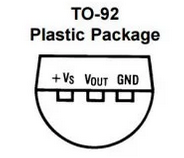 TO-92
Plastic Package
+Vs VOUT GND